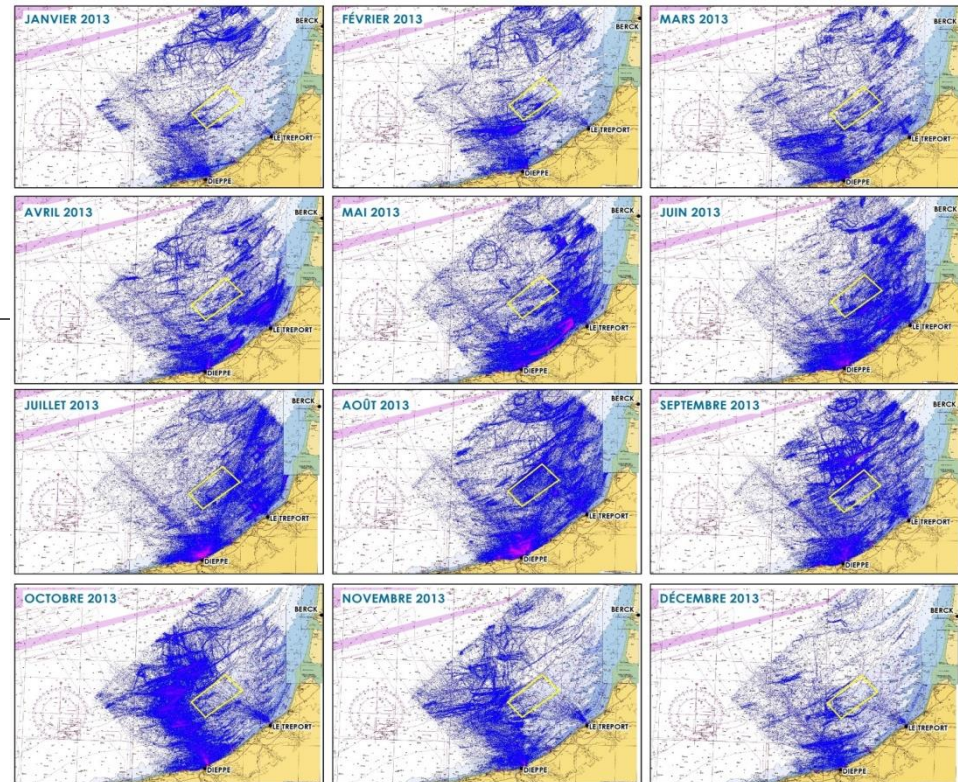 JANVIER 2013
BERCK
LE TREPORT
DIEPPE
FÉVRIER 2013
BERCK
LE TREPORT
DIEPPE
MARS 2013
BERCK
LE TREPORT
DIEPPE
AVRIL 2013
BERCK
LE TREPORT
DIEPPE
MAI 2013
BERCK
LE TREPORT
DIEPPE
JUIN 2013
BERCK
LE TREPORT
DIEPPE
JUILLET 2013
BERCK
LE TREPORT
DIEPPE
AOÛT 2013
BERCK
LE TREPORT
DIEPPE
SEPTEMBRE 2013
BERCK
LE TREPORT
DIEPPE
OCTOBRE 2013
BERCK
LE TREPORT
DIEPPE
NOVEMBRE 2013
BERCK
LE TREPORT
DIEPPE
DÉCEMBRE 2013
BERCK
LE TREPORT
DIEPPE